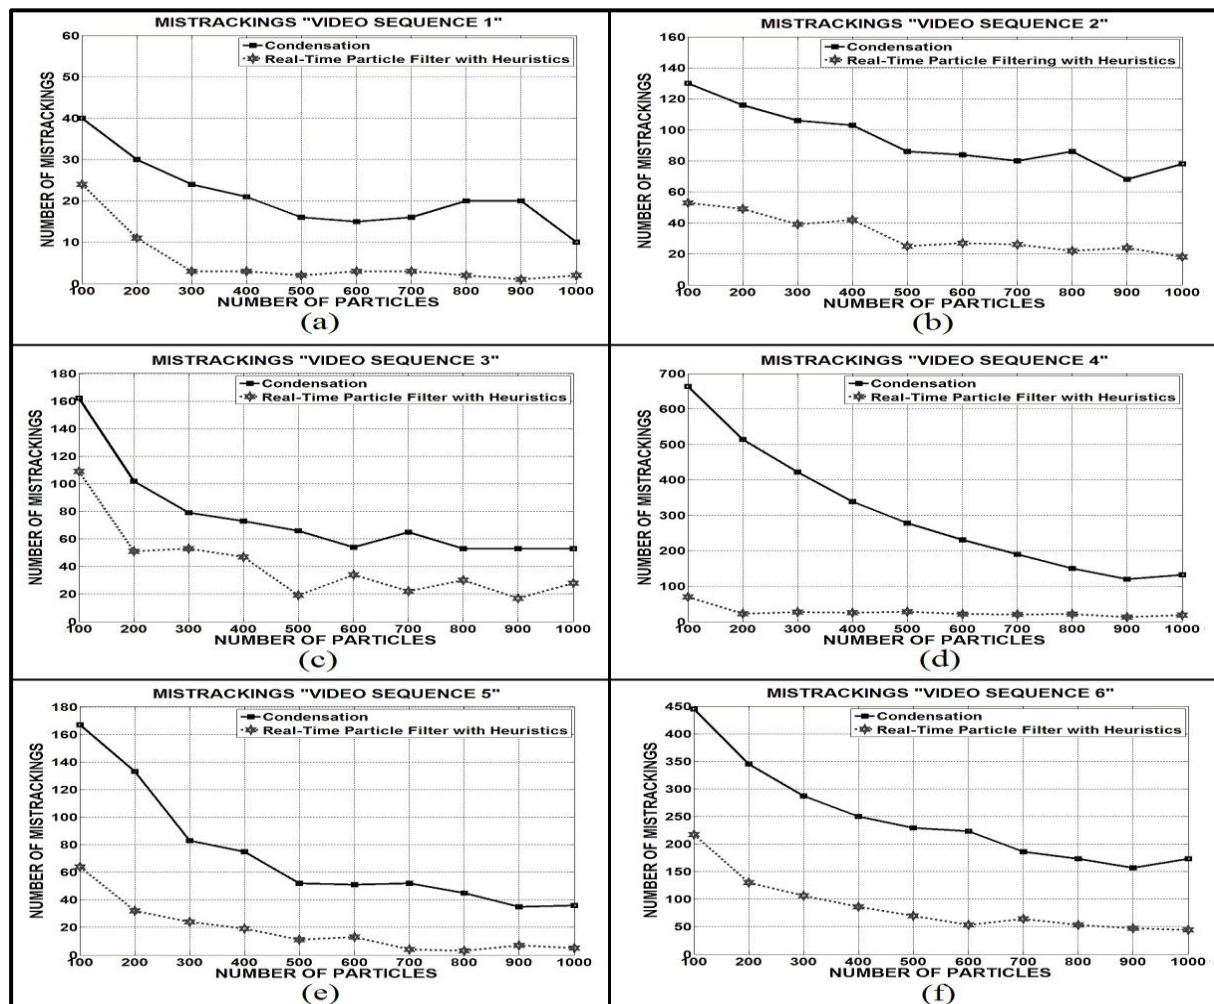 MISTRACKINGS "VIDEO SEQUENCE 1"
Condensation
Real-Time Particle Filter with Heuristics
NUMBER OF MISTRACKINGS
60
50
40
30
20
10
0
100 200 300 400 500 600 700 800 900 1000
NUMBER OF PARTICLES
(a)
MISTRACKINGS "VIDEO SEQUENCE 2"
Condensation
Real-Time Particle Filtering with Heuristics
NUMBER OF MISTRACKINGS
160
140
120
100
80
60
40
20
0
100 200 300 400 500 600 700 800 900 1000
NUMBER OF PARTICLES
(b)
MISTRACKINGS "VIDEO SEQUENCE 3"
Condensation
Real-Time Particle Filter with Heuristics
NUMBER OF MISTRACKINGS
180
160
140
120
100
80
60
40
20
0
100 200 300 400 500 600 700 800 900 1000
NUMBER OF PARTICLES
(c)
MISTRACKINGS "VIDEO SEQUENCE 4"
Condensation
Real-Time Particle Filter with Heuristics
NUMBER OF MISTRACKINGS
700
600
500
400
300
200
100
0
100 200 300 400 500 600 700 800 900 1000
NUMBER OF PARTICLES
(d)
MISTRACKINGS "VIDEO SEQUENCE 5"
Condensation
Real-Time Particle Filter with Heuristics
NUMBER OF MISTRACKINGS
180
160
140
120
100
80
60
40
20
0
100 200 300 400 500 600 700 800 900 1000
NUMBER OF PARTICLES
(e)
MISTRACKINGS "VIDEO SEQUENCE 6"
Condensation
Real-Time Particle Filter with Heuristics
NUMBER OF MISTRACKINGS
450
400
350
300
250
200
150
100
50
0
100 200 300 400 500 600 700 800 900 1000
NUMBER OF PARTICLES
(f)